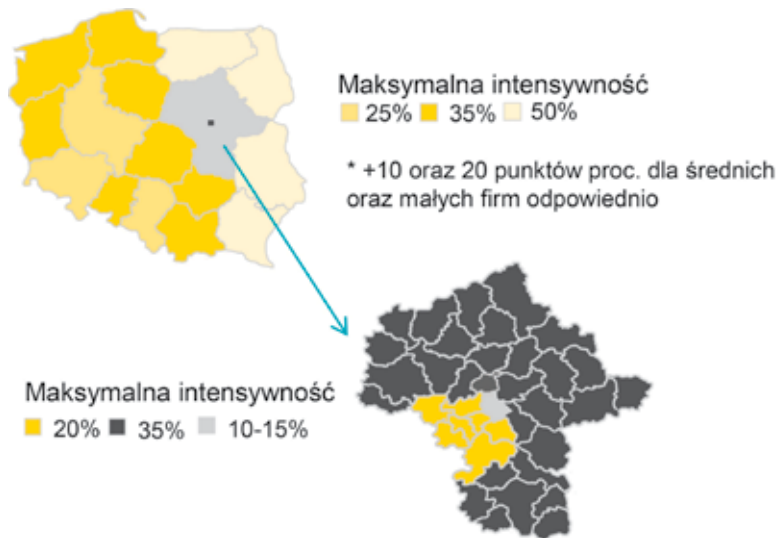 Maksymalna intensywność
25% 35% 50%
* +10 oraz 20 punktów proc. dla średnich
oraz małych firm odpowiednio
Maksymalna intensywność
20% 35% 10-15%